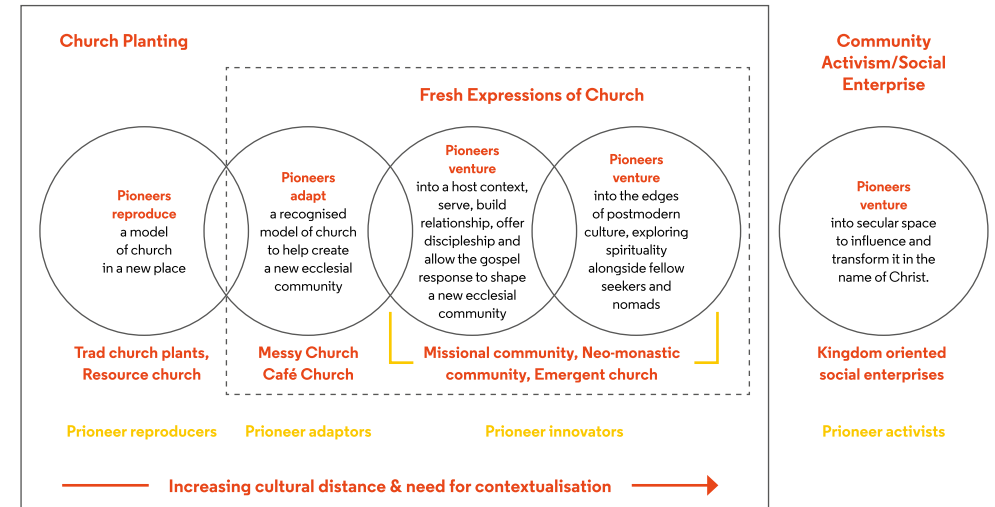 Church Planting
Community
Activism/Social
Enterprise
Fresh Expressions of Church
Pioneers
reproduce
a model
of church
in a new place
Pioneers
adapt
a recognised
model of church
to help create
a new ecclesial
community
Pioneers
venture
into a host context,
serve, build
relationship, offer
discipleship and
allow the gospel
response to shape
a new ecclesial
community
Pioneers
venture
into the edges
of postmodern
culture, exploring
spirituality
alongside fellow
seekers and
nomads
Pioneers
venture
into secular space
to influence and
transform it in the
name of Christ.
Trad church plants,
Resource church
Messy Church
Café Church
Missional community, Neo-monastic
community, Emergent church
Kingdom oriented
social enterprises
Prioneer reproducers
Prioneer adaptors
Prioneer innovators
Prioneer activists
Increasing cultural distance & need for contextualisation